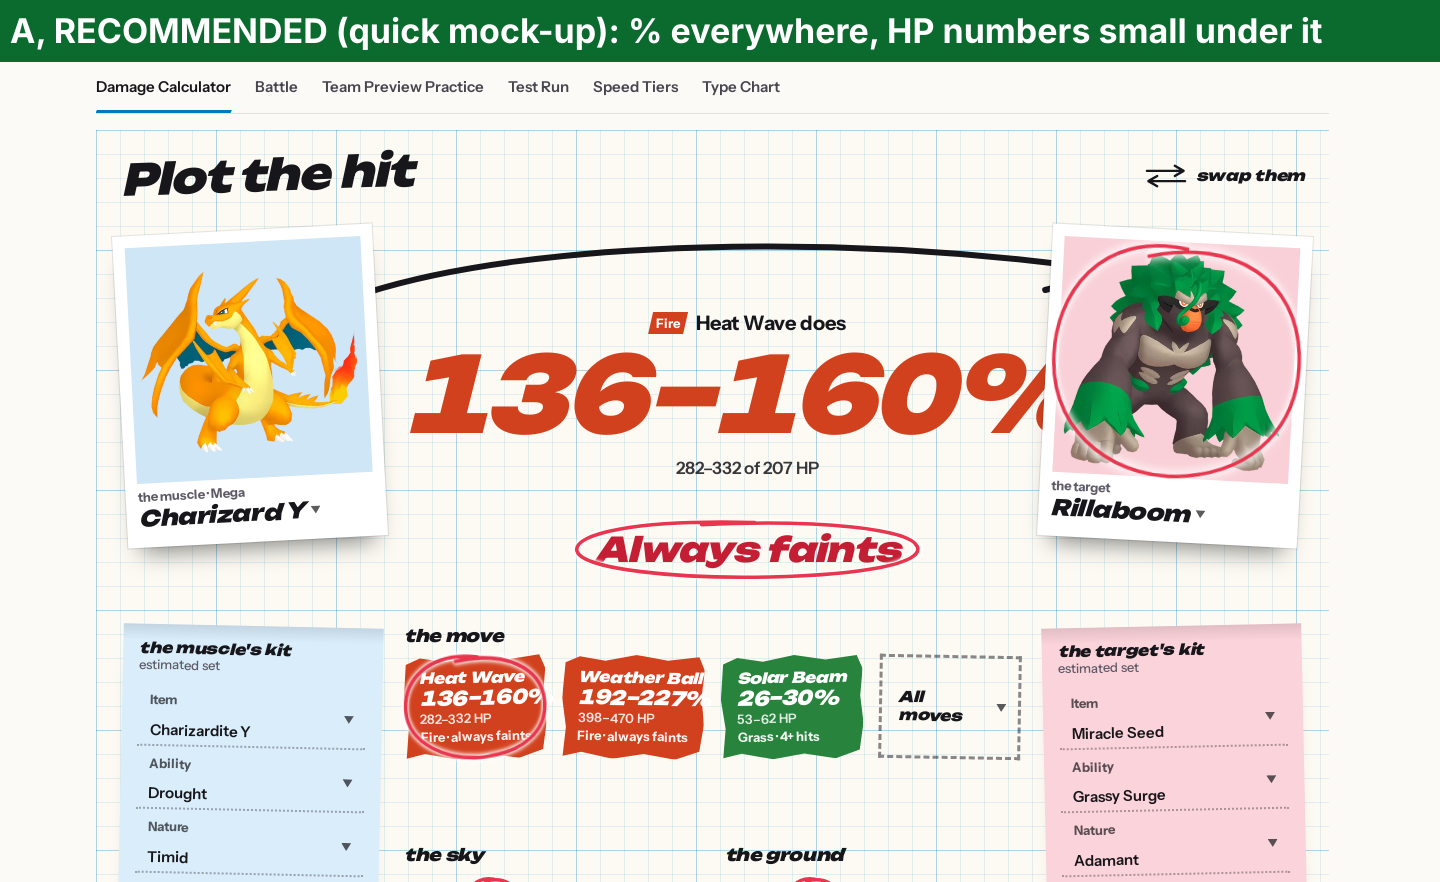 A, RECOMMENDED (quick mock-up): % everywhere, HP numbers small under it
Damage Calculator Battle Team Preview Practice Test Run Speed Tiers Type Chart
Plot the hit
swap them
Fire Heat Wave does
136–160%
282–332 of 207 HP
Always faints
the muscle · Mega
Charizard Y
the target
Rillaboom
the muscle's kit
estimated set
Item
Charizardite Y
Ability
Drought
Nature
Timid
the move
Heat Wave
136–160%
282–332 HP
Fire · always faints
Weather Ball
192–227%
398–470 HP
Fire · always faints
Solar Beam
26–30%
53–62 HP
Grass · 4+ hits
All
moves
the sky
the ground
the target's kit
estimated set
Item
Miracle Seed
Ability
Grassy Surge
Nature
Adamant